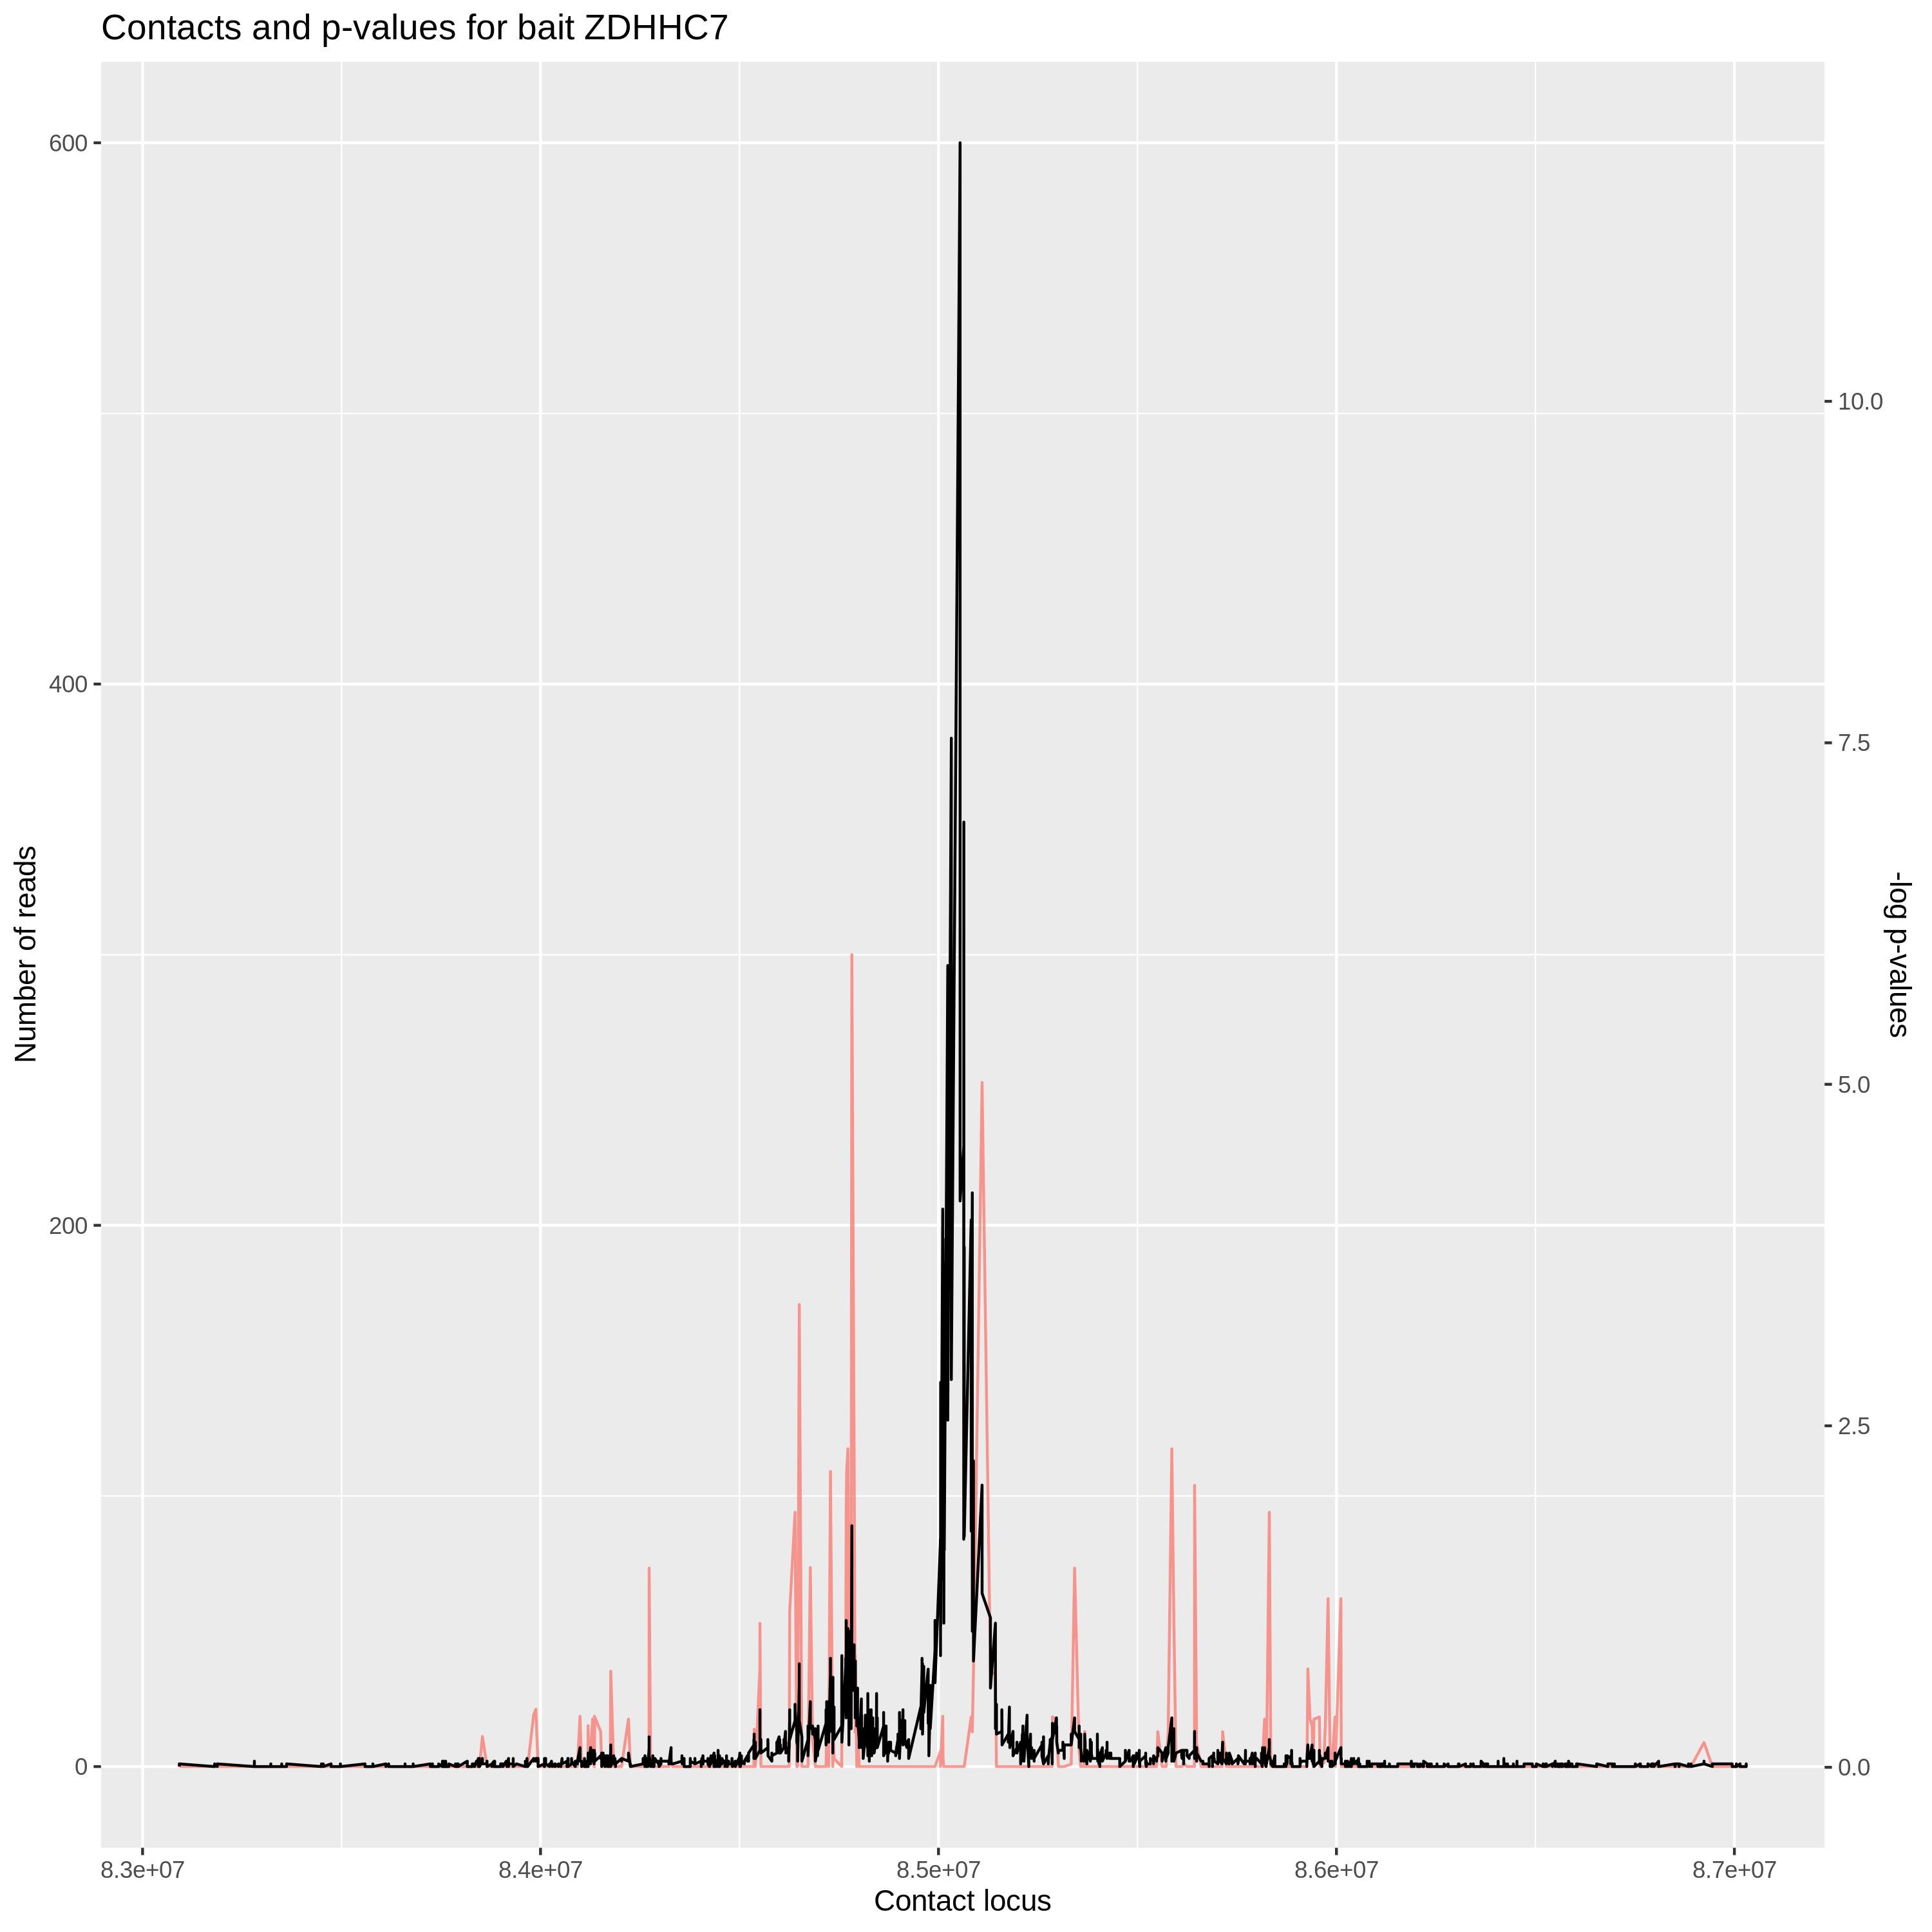 Contacts and p-values for bait ZDHHC7
600
400
200
0
Number of reads
10.0
7.5
5.0
2.5
0.0
-log p-values
8.3e+07
8.4e+07
8.5e+07
8.6e+07
8.7e+07
Contact locus